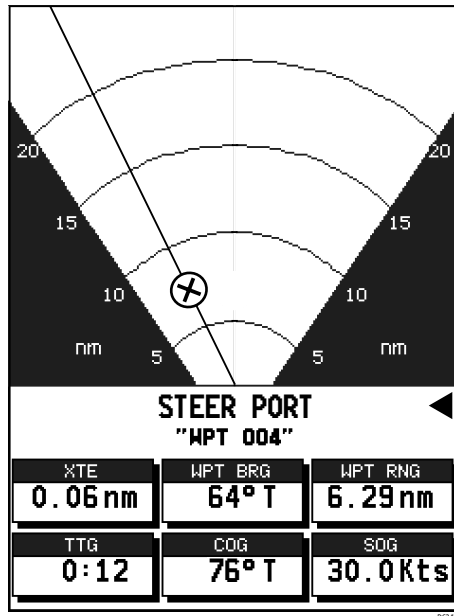 20 20
15 15
10 10
nm 5 5 nm
STEER PORT
"WPT 004"
XTE WPT BRG WPT RNG
0.06nm 64°T 6.29nm
TTG COG SOG
0:12 76°T 30.0Kts